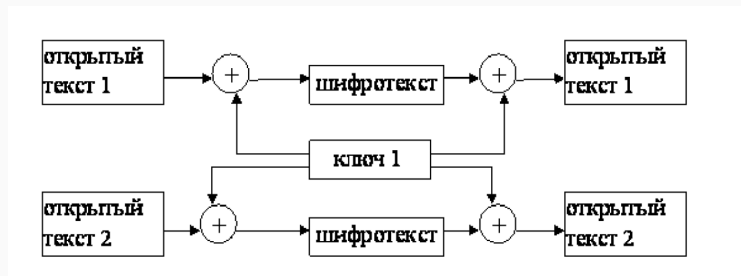 открытый
текст 1
+
шифротекст
+
открытый
текст 1
ключ 1
открытый
текст 2
+
шифротекст
+
открытый
текст 2